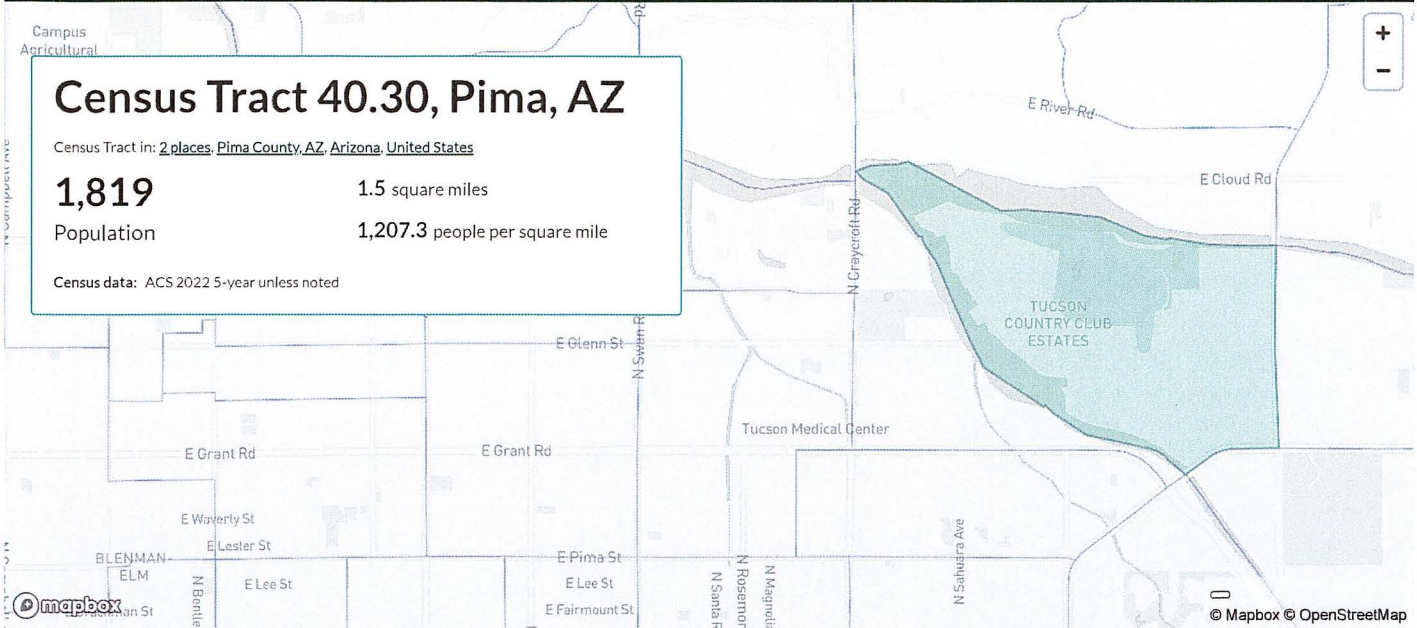 Campus
Agricultural
Census Tract 40.30, Pima, AZ
Census Tract in: 2 places, Pima County, AZ, Arizona, United States
1,819
Population
1.5 square miles
1,207.3 people per square mile
Census data: ACS 2022 5-year unless noted
+
−
E River Rd
E Cloud Rd
N Craycroft Rd
TUCSON
COUNTRY CLUB
ESTATES
E Glenn St
N Swan R
Tucson Medical Center
E Grant Rd
E Grant Rd
E Waverly St
E Lester St
BLENMAN-
ELM
E Lee St
N Bentle
E Pima St
E Lee St
E Fairmount St
N Santa R
N Rosemon
N Magnolia
N Sahuara Ave
mapbox
© Mapbox © OpenStreetMap